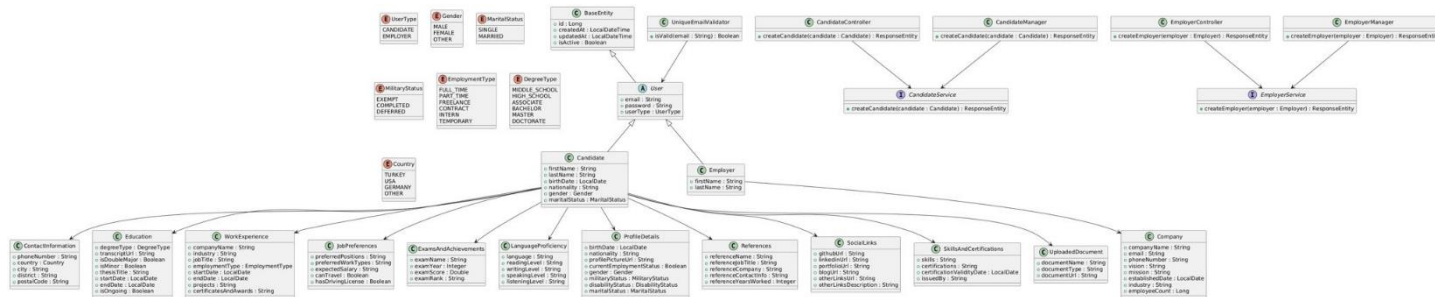 UserType
CANDIDATE
EMPLOYER
Gender
MALE
FEMALE
OTHER
MaritalStatus
SINGLE
MARRIED
BaseEntity
id : Long
createdAt : LocalDateTime
updatedAt : LocalDateTime
isActive : Boolean
UniqueEmailValidator
isValid(email : String) : Boolean
CandidateController
createCandidate(candidate : Candidate) : ResponseEntity
CandidateManager
createCandidate(candidate : Candidate) : ResponseEntity
EmployerController
createEmployer(employer : Employer) : ResponseEntity
EmployerManager
createEmployer(employer : Employer) : ResponseEntity
MilitaryStatus
EXEMPT
COMPLETED
DEFERRED
EmploymentType
FULL_TIME
PART_TIME
FREELANCE
CONTRACT
INTERN
TEMPORARY
DegreeType
MIDDLE_SCHOOL
HIGH_SCHOOL
ASSOCIATE
BACHELOR
MASTER
DOCTORATE
User
email : String
password : String
userType : UserType
CandidateService
createCandidate(candidate : Candidate) : ResponseEntity
EmployerService
createEmployer(employer : Employer) : ResponseEntity
Country
TURKEY
USA
GERMANY
OTHER
Candidate
firstName : String
lastName : String
birthDate : LocalDate
nationality : String
gender : Gender
maritalStatus : MaritalStatus
Employer
firstName : String
lastName : String
ContactInformation
phoneNumber : String
country : Country
city : String
district : String
postalCode : String
Education
degreeType : DegreeType
transcriptUrl : String
isDoubleMajor : Boolean
isMinor : Boolean
thesisTitle : String
startDate : LocalDate
endDate : LocalDate
isOngoing : Boolean
WorkExperience
companyName : String
industry : String
jobTitle : String
employmentType : EmploymentType
startDate : LocalDate
endDate : LocalDate
projects : String
certificatesAndAwards : String
JobPreferences
preferredPositions : String
preferredWorkTypes : String
expectedSalary : String
canTravel : Boolean
hasDrivingLicense : Boolean
ExamsAndAchievements
examName : String
examYear : Integer
examScore : Double
examRank : String
LanguageProficiency
language : String
readingLevel : String
writingLevel : String
speakingLevel : String
listeningLevel : String
ProfileDetails
birthDate : LocalDate
nationality : String
profilePictureUrl : String
currentEmploymentStatus : Boolean
gender : Gender
militaryStatus : MilitaryStatus
disabilityStatus : DisabilityStatus
maritalStatus : MaritalStatus
References
referenceName : String
referenceJobTitle : String
referenceCompany : String
referenceContactInfo : String
referenceYearsWorked : Integer
SocialLinks
githubUrl : String
linkedinUrl : String
portfolioUrl : String
blogUrl : String
otherLinksUrl : String
otherLinksDescription : String
SkillsAndCertifications
skills : String
certifications : String
certificationValidityDate : LocalDate
issuedBy : String
UploadedDocument
documentName : String
documentType : String
documentUrl : String
Company
companyName : String
email : String
phoneNumber : String
vision : String
mission : String
establishedDate : LocalDate
industry : String
employeeCount : Long